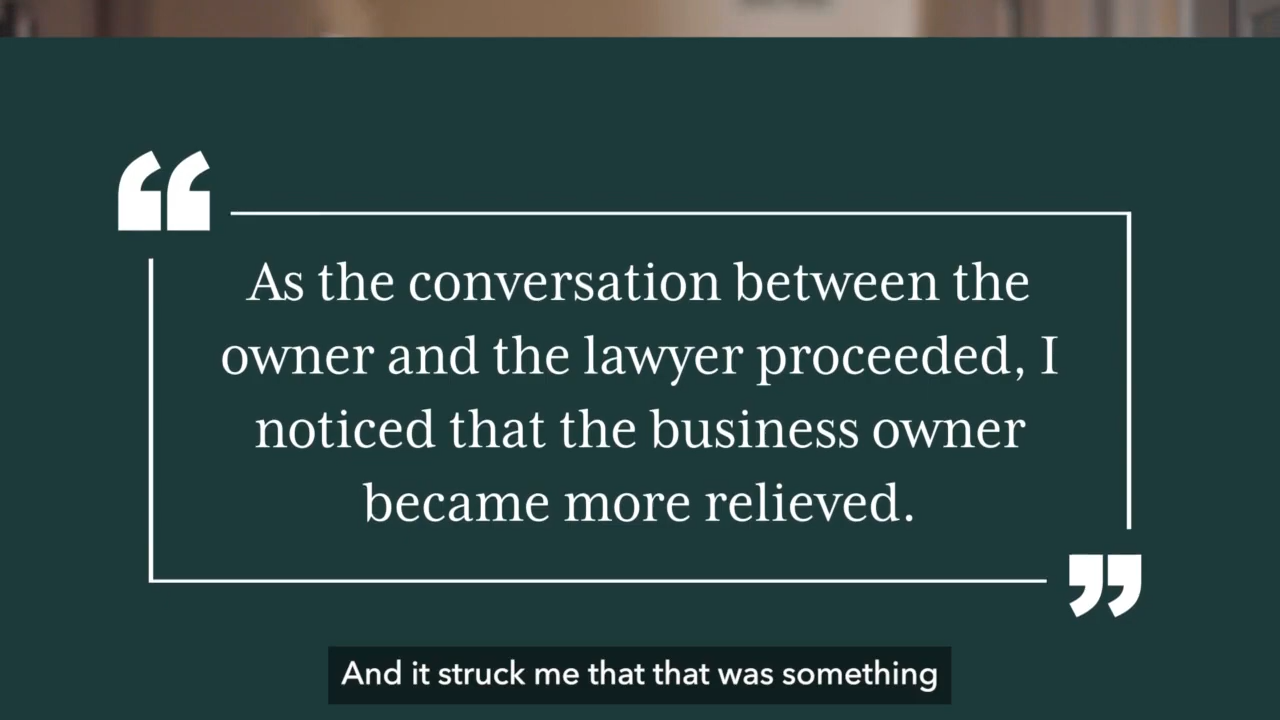 “
As the conversation between the
owner and the lawyer proceeded, I
noticed that the business owner
became more relieved.
”
And it struck me that that was something